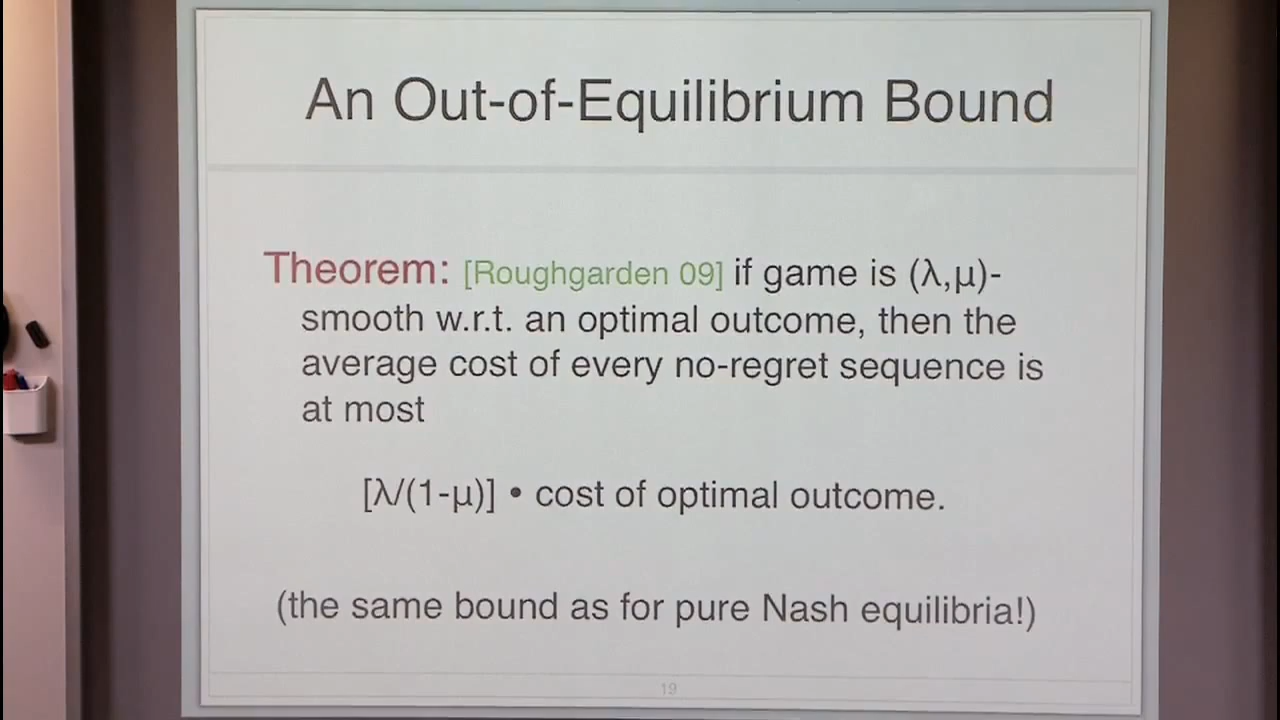 An Out-of-Equilibrium Bound
Theorem: [Roughgarden 09] if game is (λ,μ)-
smooth w.r.t. an optimal outcome, then the
average cost of every no-regret sequence is
at most
[λ/(1-μ)] • cost of optimal outcome.
(the same bound as for pure Nash equilibria!)
19